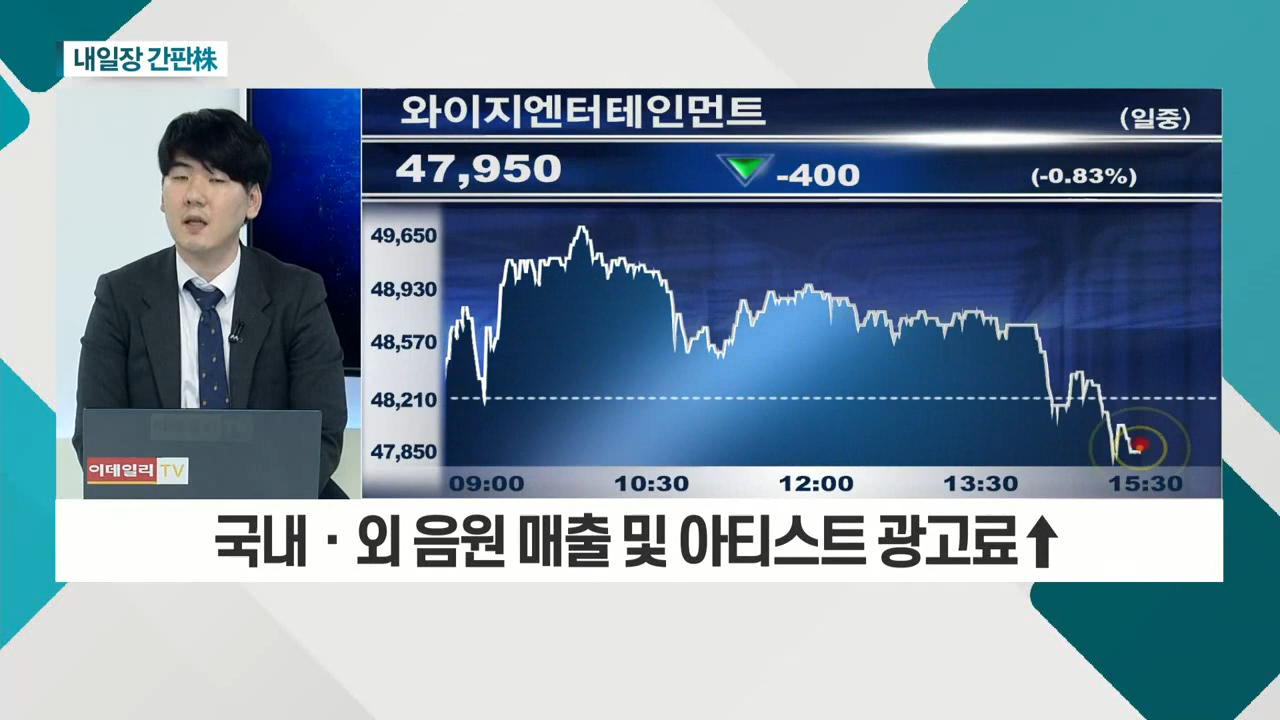 내일장 간판株
와이지엔터테인먼트
(일중)
47,950
-400
(-0.83%)
49,650
48,930
48,570
48,210
47,850
09:00
10:30
12:00
13:30
15:30
이데일리 TV
국내·외 음원 매출 및 아티스트 광고료↑